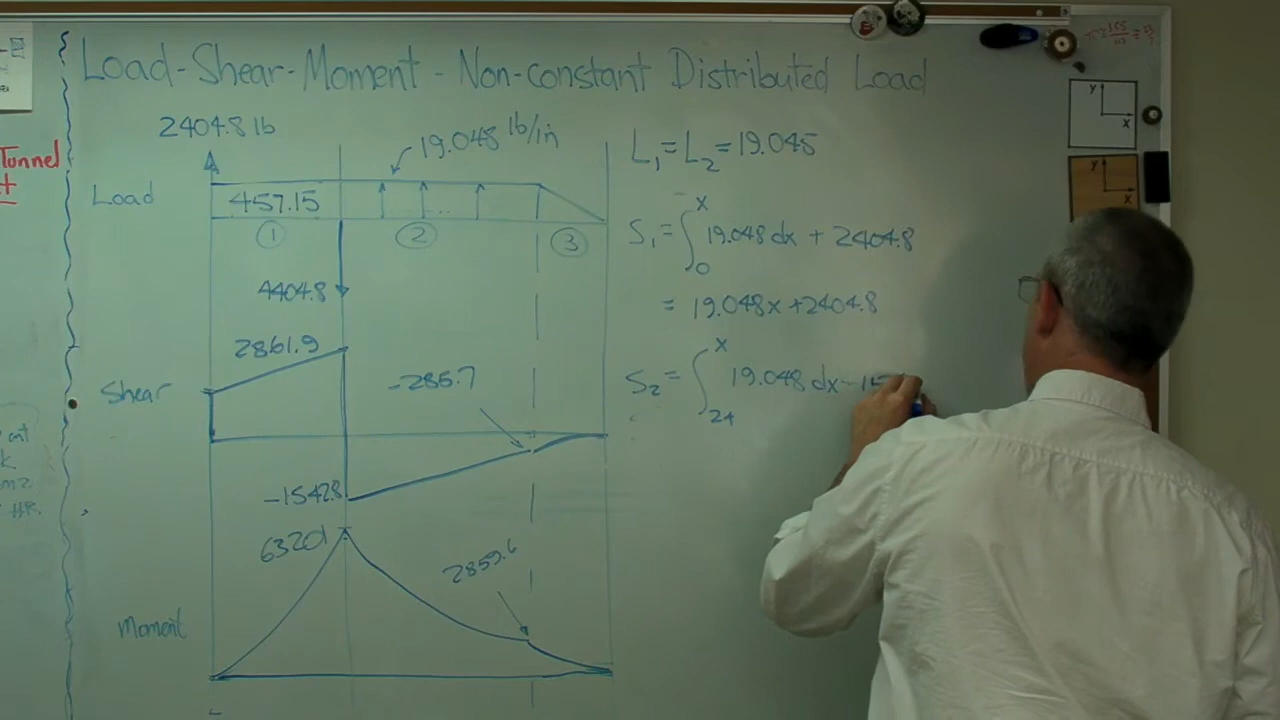 Load-Shear-Moment - Non-constant Distributed Load
2404.8 lb
19.048 lb/in
Load
457.15
...
① ② ③
4404.8
2861.9
Shear
-285.7
-1542.8
63201
2859.6
Moment
L₁=L₂=19.045
S₁ = ∫₀ˣ 19.048 dx + 2404.8
= 19.048x+2404.8
S₂ = ∫₂₄ˣ 19.048 dx - 15
Tunnel
y
x
y
x